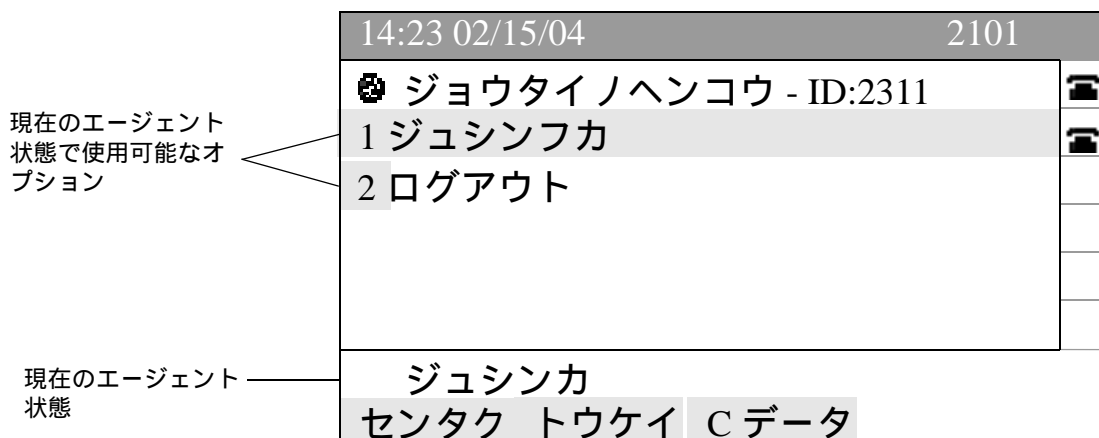 14:23 02/15/04 2101
ジョウタイノヘンコウ - ID:2311
1 ジュシンフカ
2 ログアウト
現在のエージェント
状態で使用可能なオ
プション
現在のエージェント
状態
ジュシンカ
センタク トウケイ C データ